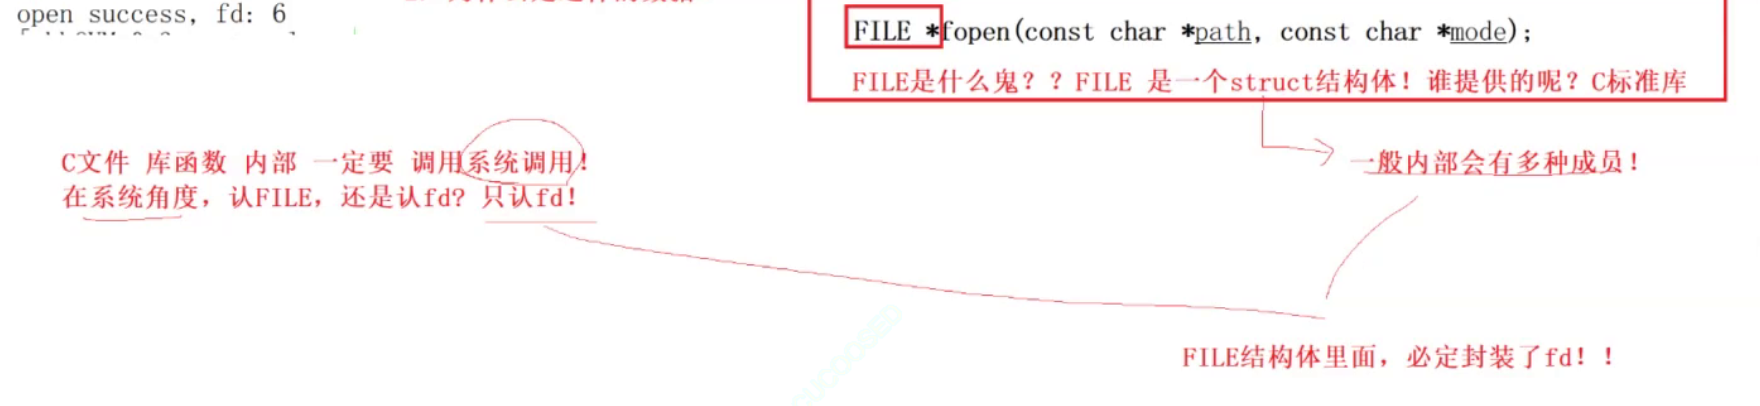 open success, fd: 6
FILE *fopen(const char *path, const char *mode);
FILE是什么鬼？？FILE 是一个struct结构体！谁提供的呢？C标准库
C文件 库函数 内部 一定要 调用系统调用！
在系统角度，认FILE，还是认fd? 只认fd！
一般内部会有多种成员！
FILE结构体里面，必定封装了fd！！